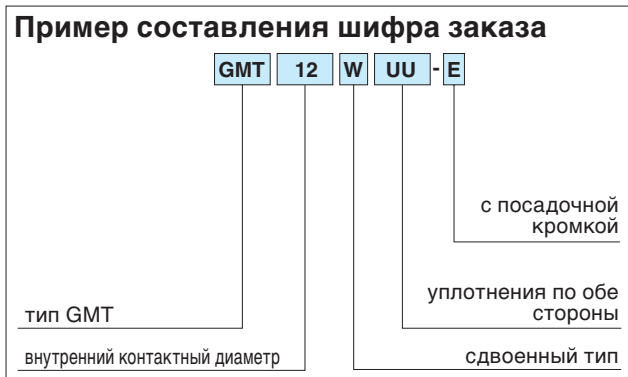 Пример составления шифра заказа
GMT 12 W UU - E
с посадочной
кромкой
уплотнения по обе
стороны
тип GMT
внутренний контактный диаметр
сдвоенный тип